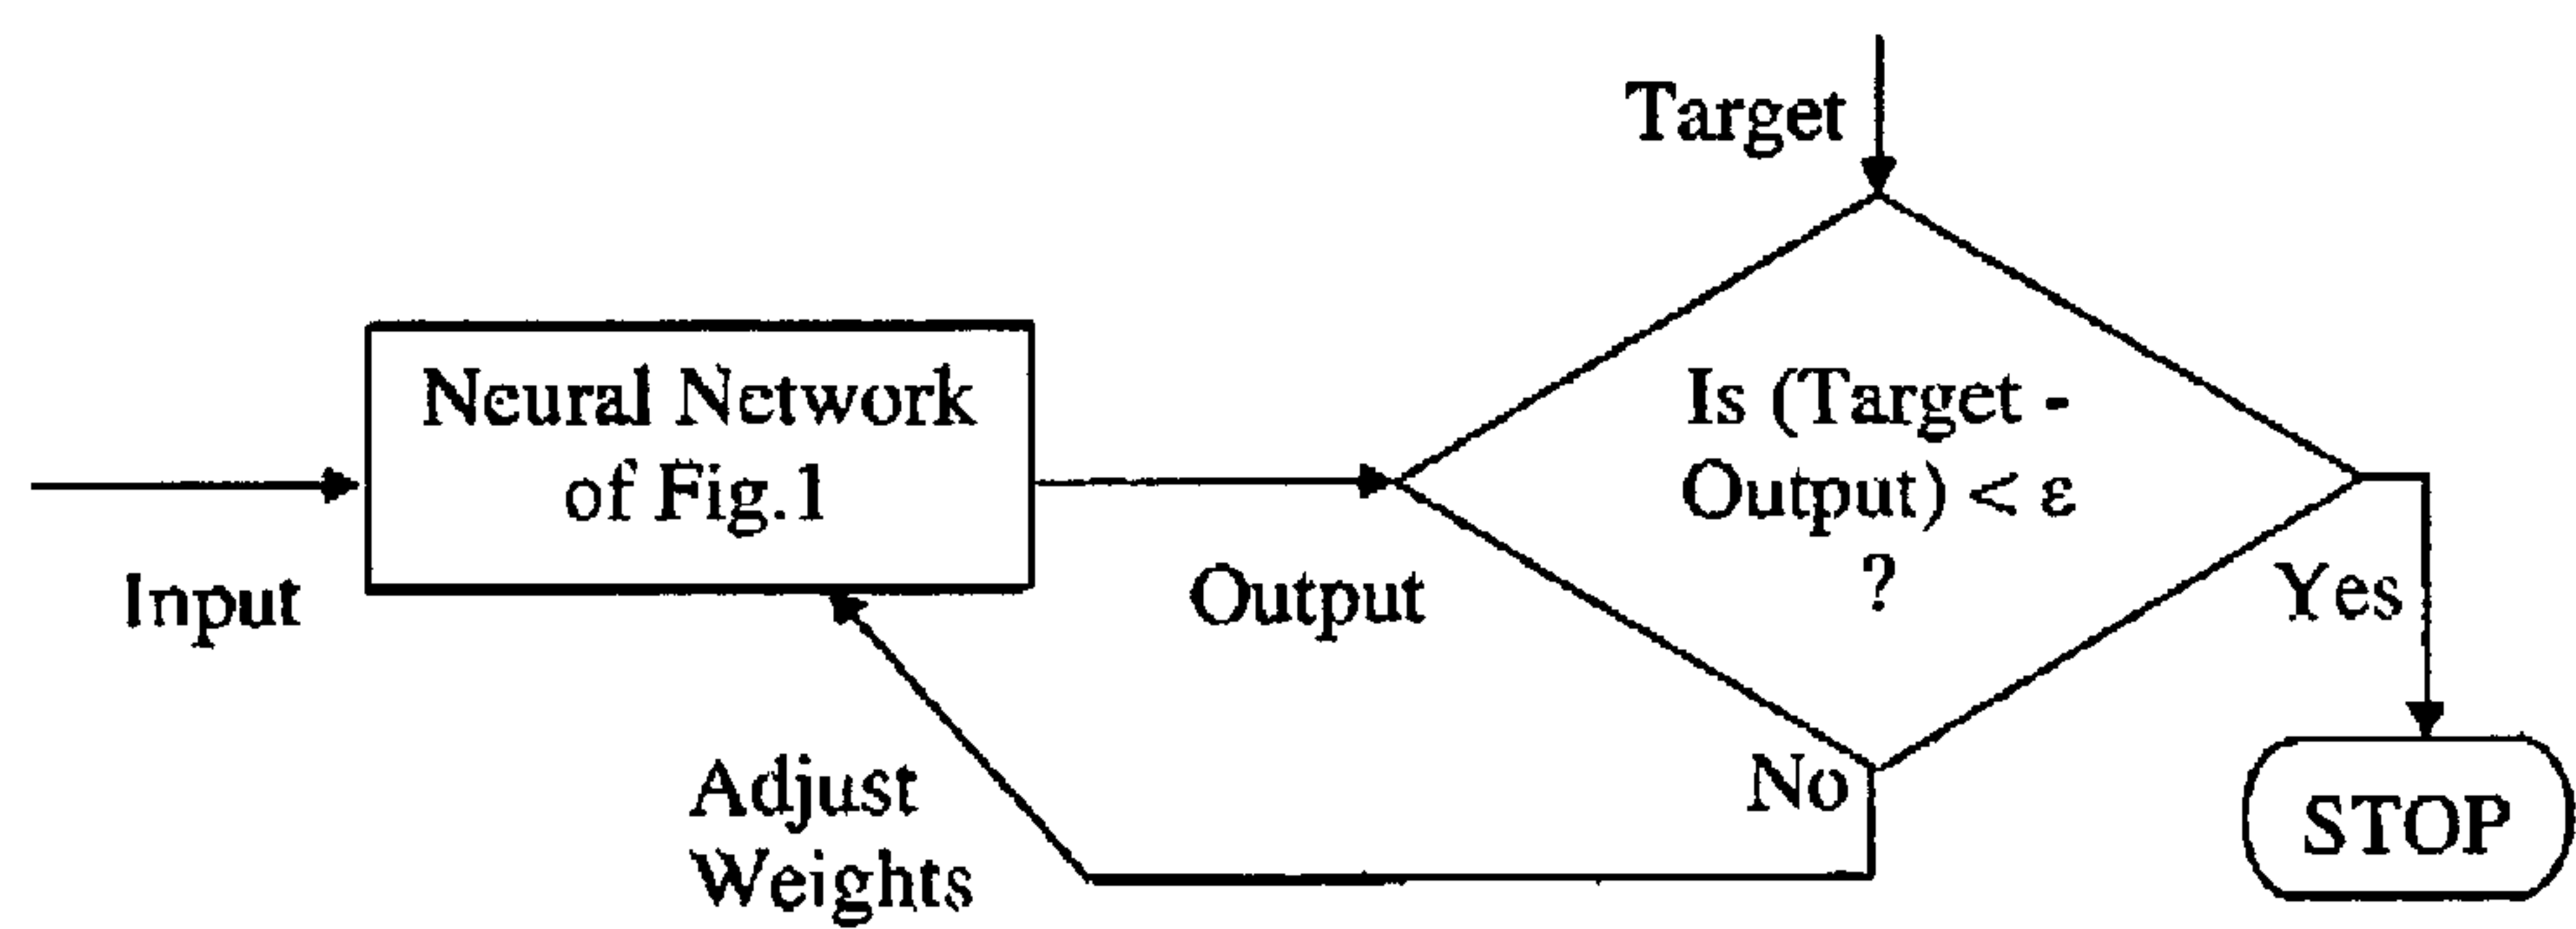 Target
Neural Network
of Fig.1
Is (Target -
Output) < ε
?
Input
Output
Yes
No
Adjust
Weights
STOP